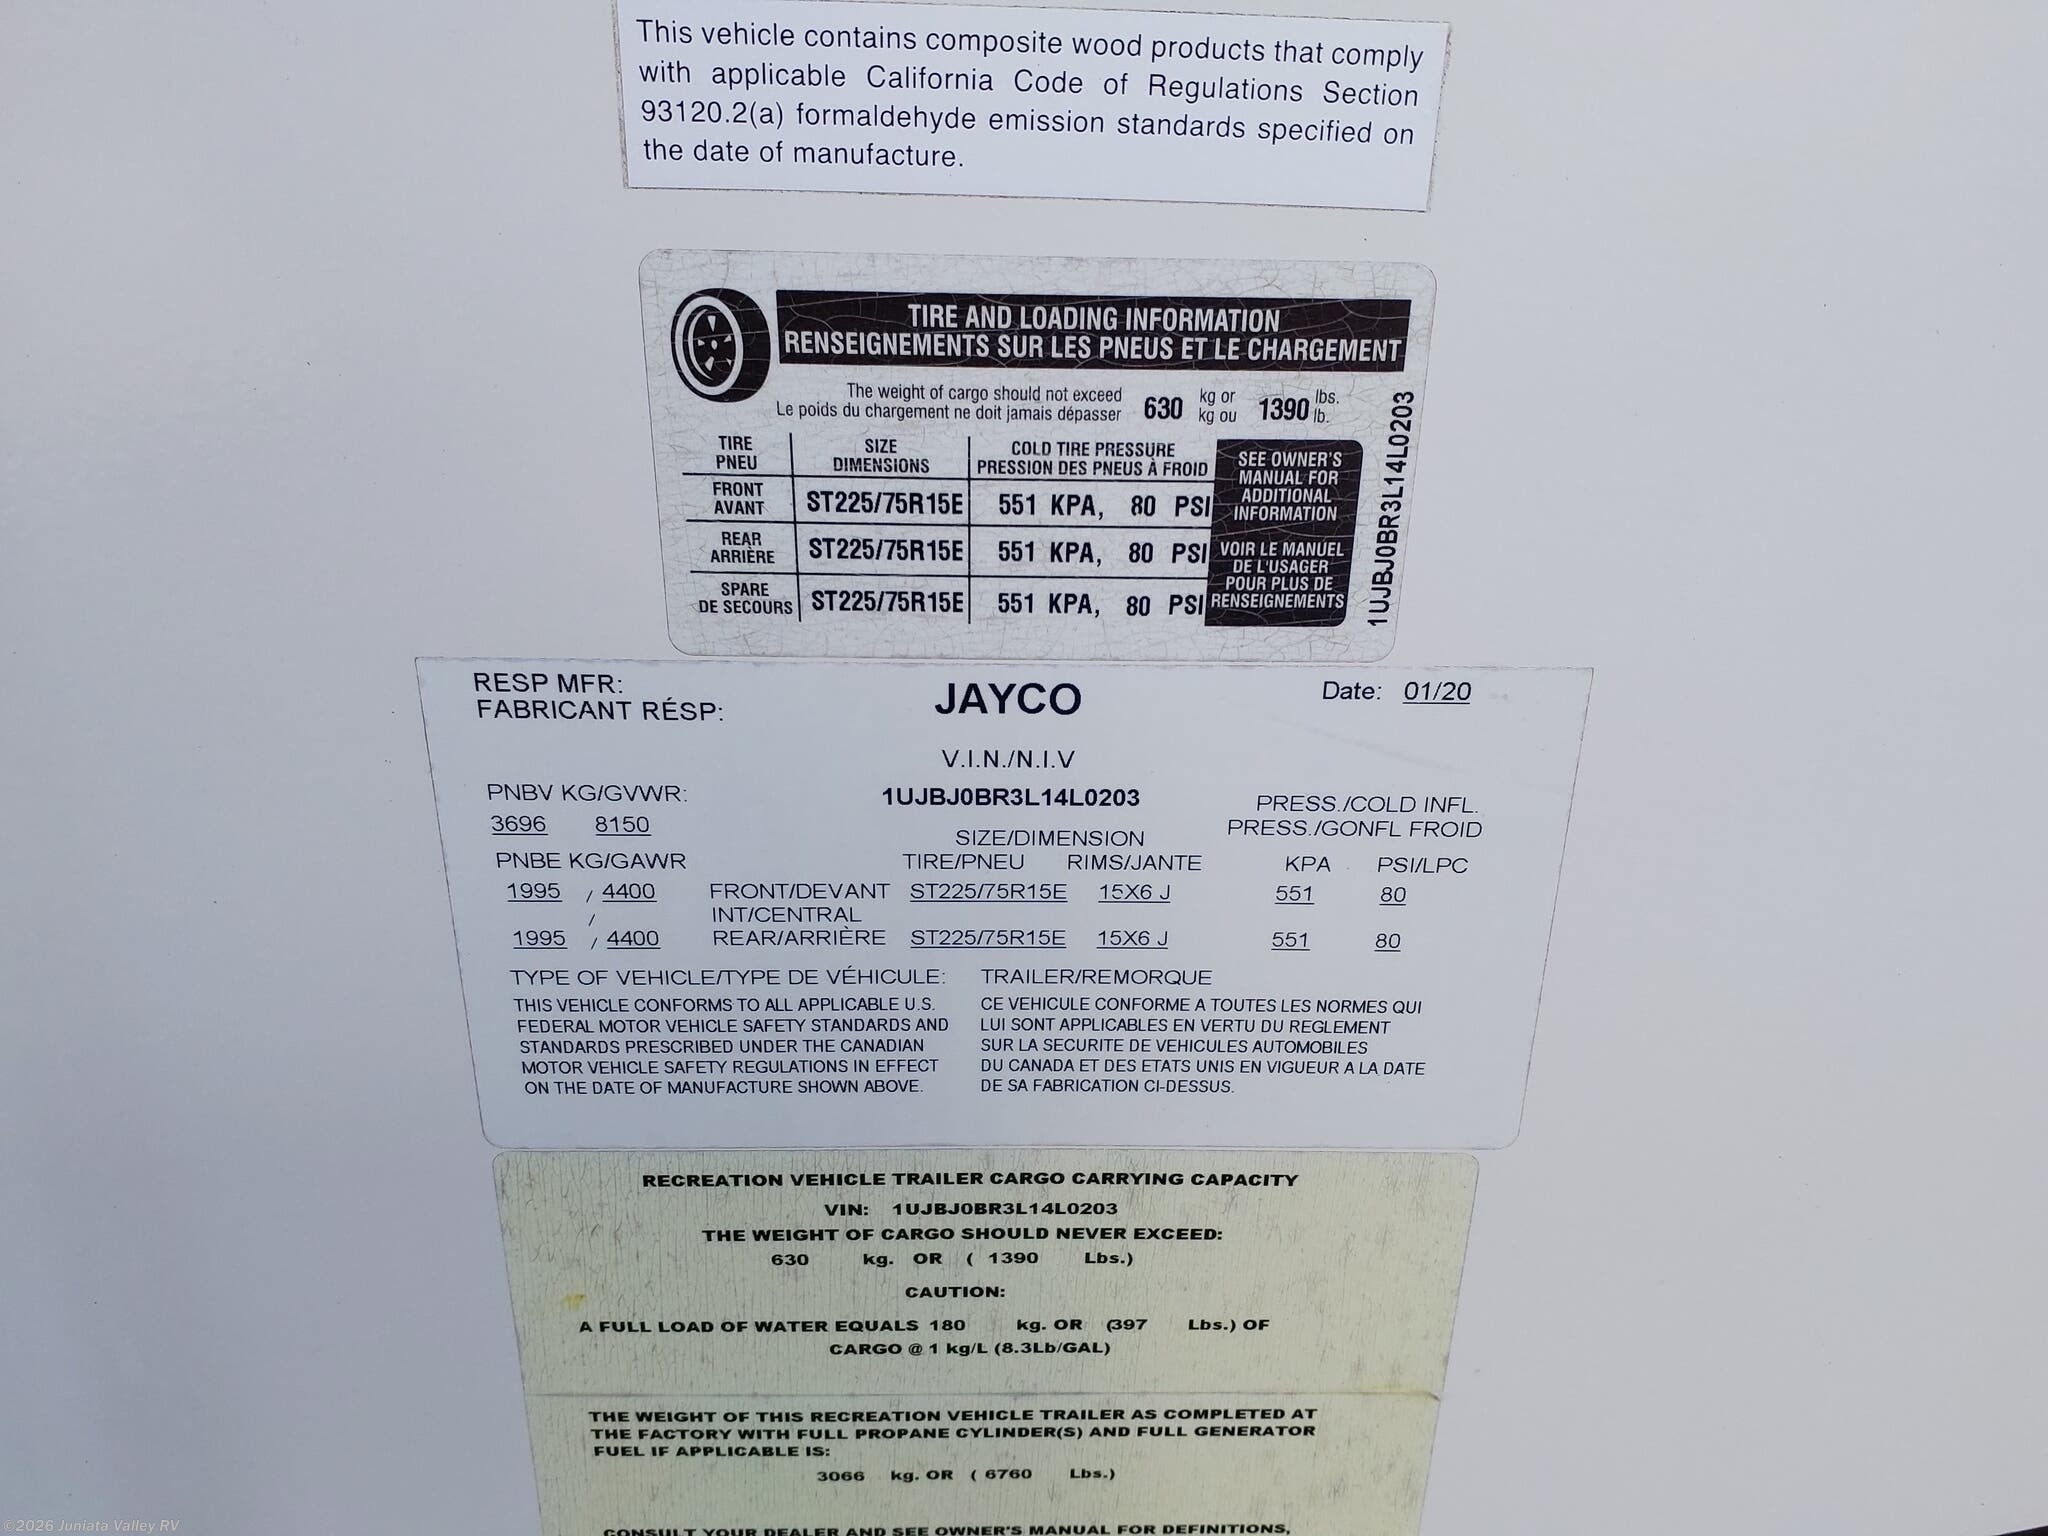 This vehicle contains composite wood products that comply
with applicable California Code of Regulations Section
93120.2(a) formaldehyde emission standards specified on
the date of manufacture.
TIRE AND LOADING INFORMATION
RENSEIGNEMENTS SUR LES PNEUS ET LE CHARGEMENT
The weight of cargo should not exceed 630 kg or 1390 lbs.
Le poids du chargement ne doit jamais dépasser kg ou lb.
TIRE SIZE COLD TIRE PRESSURE
PNEU DIMENSIONS PRESSION DES PNEUS À FROID
FRONT
AVANT ST225/75R15E 551 KPA, 80 PSI
REAR
ARRIÈRE ST225/75R15E 551 KPA, 80 PSI
SPARE
DE SECOURS ST225/75R15E 551 KPA, 80 PSI
SEE OWNER'S
MANUAL FOR
ADDITIONAL
INFORMATION
VOIR LE MANUEL
DE L'USAGER
POUR PLUS DE
RENSEIGNEMENTS
1UJBJ0BR3L14L0203
RESP MFR: JAYCO Date: 01/20
FABRICANT RÉSP:
V.I.N./N.I.V
PNBV KG/GVWR: 1UJBJ0BR3L14L0203 PRESS./COLD INFL.
3696 8150 SIZE/DIMENSION PRESS./GONFL FROID
PNBE KG/GAWR TIRE/PNEU RIMS/JANTE KPA PSI/LPC
1995 / 4400 FRONT/DEVANT ST225/75R15E 15X6 J 551 80
/ INT/CENTRAL
1995 / 4400 REAR/ARRIÈRE ST225/75R15E 15X6 J 551 80
TYPE OF VEHICLE/TYPE DE VÉHICULE: TRAILER/REMORQUE
THIS VEHICLE CONFORMS TO ALL APPLICABLE U.S.
FEDERAL MOTOR VEHICLE SAFETY STANDARDS AND
STANDARDS PRESCRIBED UNDER THE CANADIAN
MOTOR VEHICLE SAFETY REGULATIONS IN EFFECT
ON THE DATE OF MANUFACTURE SHOWN ABOVE.
CE VEHICULE CONFORME A TOUTES LES NORMES QUI
LUI SONT APPLICABLES EN VERTU DU REGLEMENT
SUR LA SECURITE DE VEHICULES AUTOMOBILES
DU CANADA ET DES ETATS UNIS EN VIGUEUR A LA DATE
DE SA FABRICATION CI-DESSUS.
RECREATION VEHICLE TRAILER CARGO CARRYING CAPACITY
VIN: 1UJBJ0BR3L14L0203
THE WEIGHT OF CARGO SHOULD NEVER EXCEED:
630 kg. OR ( 1390 Lbs.)
CAUTION:
A FULL LOAD OF WATER EQUALS 180 kg. OR (397 Lbs.) OF
CARGO @ 1 kg/L (8.3Lb/GAL)
THE WEIGHT OF THIS RECREATION VEHICLE TRAILER AS COMPLETED AT
THE FACTORY WITH FULL PROPANE CYLINDER(S) AND FULL GENERATOR
FUEL IF APPLICABLE IS:
3066 kg. OR ( 6760 Lbs.)
CONSULT YOUR DEALER AND SEE OWNER'S MANUAL FOR DEFINITIONS,
©2026 Juniata Valley RV